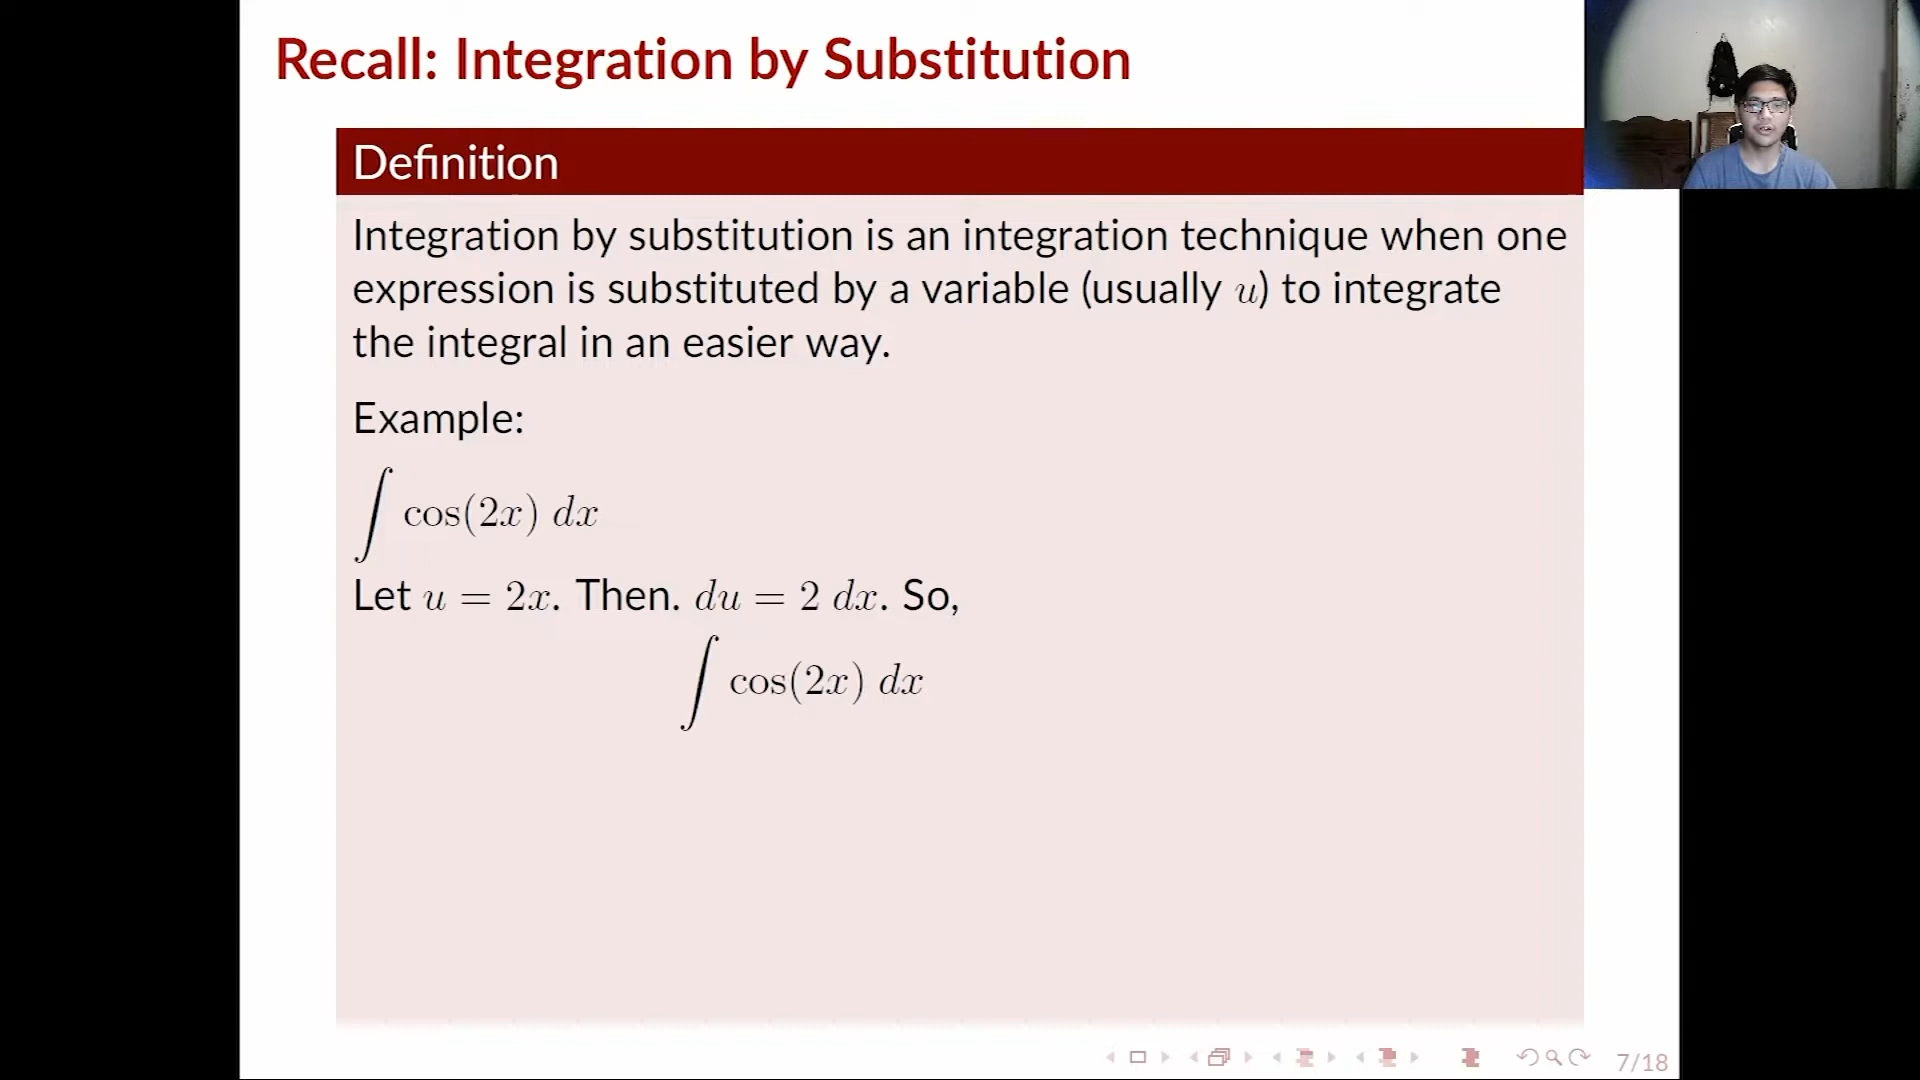 Recall: Integration by Substitution
Definition
Integration by substitution is an integration technique when one
expression is substituted by a variable (usually u) to integrate
the integral in an easier way.
Example:
∫ cos(2x) dx
Let u = 2x. Then. du = 2 dx. So,
∫ cos(2x) dx
7/18